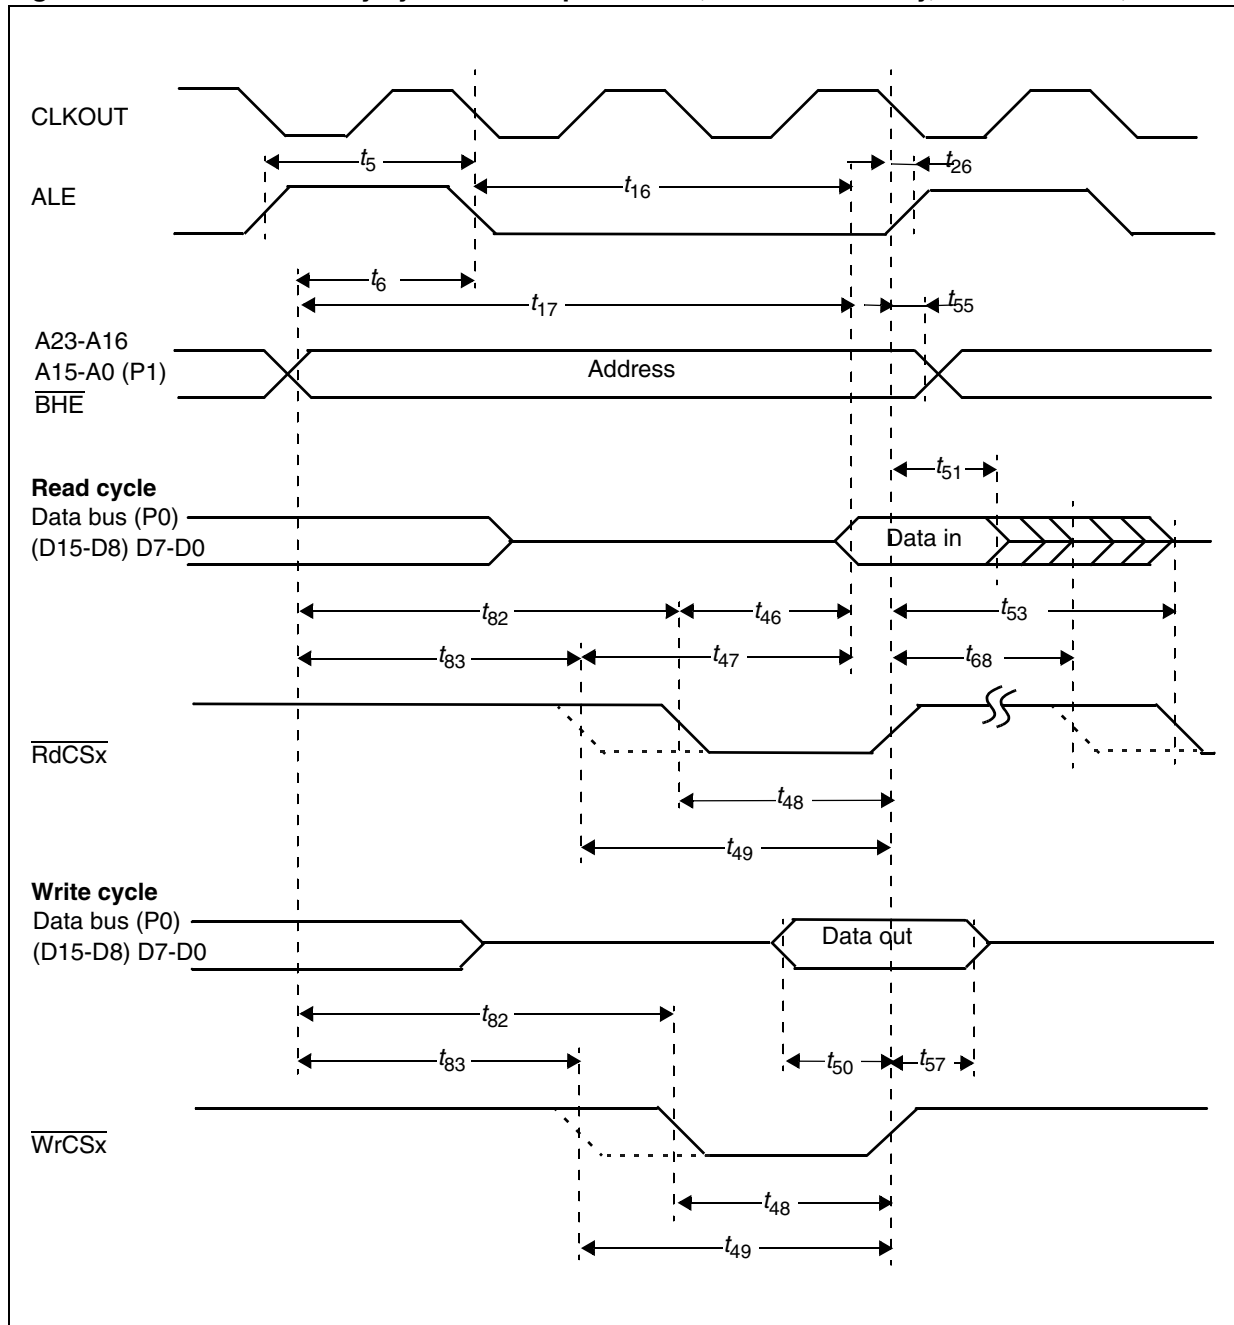 CLKOUT
t5
t26
ALE
t16
t6
t17
t55
A23-A16
A15-A0 (P1)
Address
BHE
t51
Read cycle
Data bus (P0)
(D15-D8) D7-D0
Data in
t82
t46
t53
t83
t47
t68
RdCSx
t48
t49
Write cycle
Data bus (P0)
(D15-D8) D7-D0
Data out
t82
t83
t50
t57
WrCSx
t48
t49